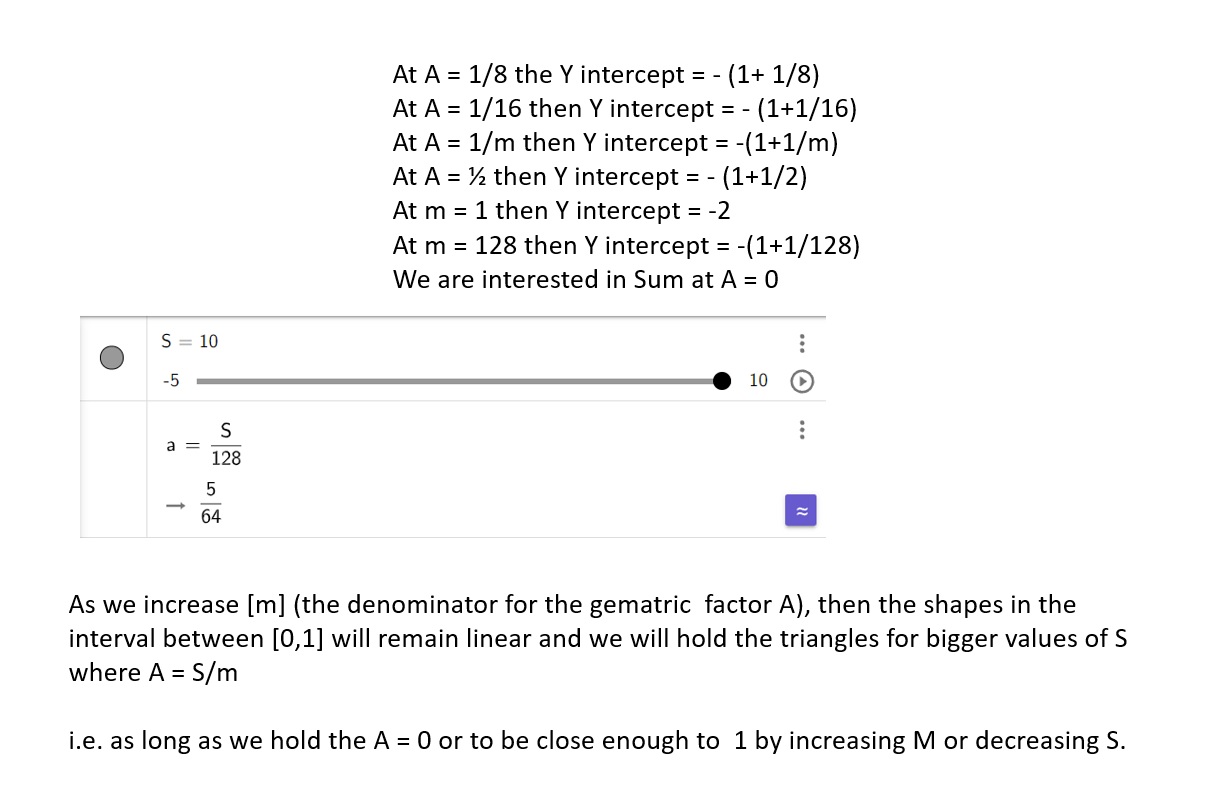 At A = 1/8 the Y intercept = - (1+ 1/8)
At A = 1/16 then Y intercept = - (1+1/16)
At A = 1/m then Y intercept = -(1+1/m)
At A = ½ then Y intercept = - (1+1/2)
At m = 1 then Y intercept = -2
At m = 128 then Y intercept = -(1+1/128)
We are interested in Sum at A = 0
S = 10
-5 10
a = S/128
→ 5/64
≈
As we increase [m] (the denominator for the gematric  factor A), then the shapes in the
interval between [0,1] will remain linear and we will hold the triangles for bigger values of S
where A = S/m
i.e. as long as we hold the A = 0 or to be close enough to  1 by increasing M or decreasing S.